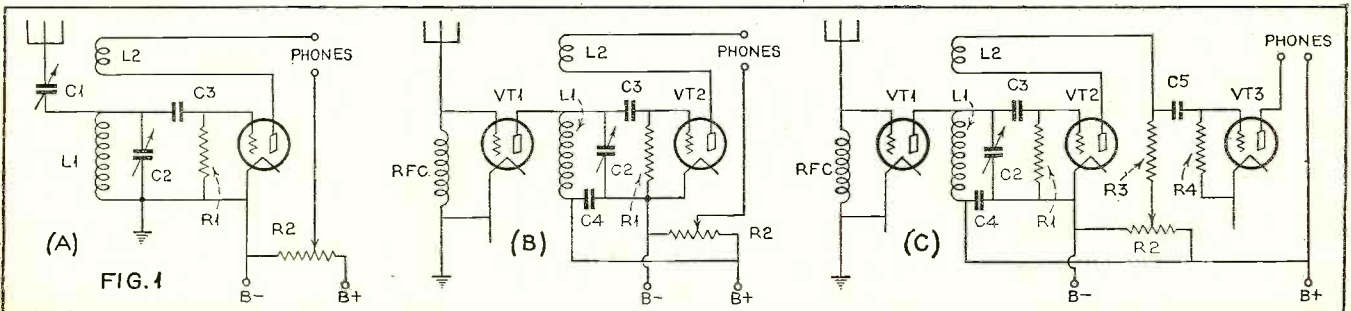 L2
PHONES
C1
C3
L1
C2
R1
R2
(A)
FIG.1
B-
B+
L2
PHONES
VT1
L1
C3
VT2
RFC.
C2
C4
R1
R2
(B)
B-
B+
L2
PHONES
VT1
L1
C3
VT2
C5
VT3
RFC.
C2
C4
R1
R3
R4
R2
(C)
B-
B+